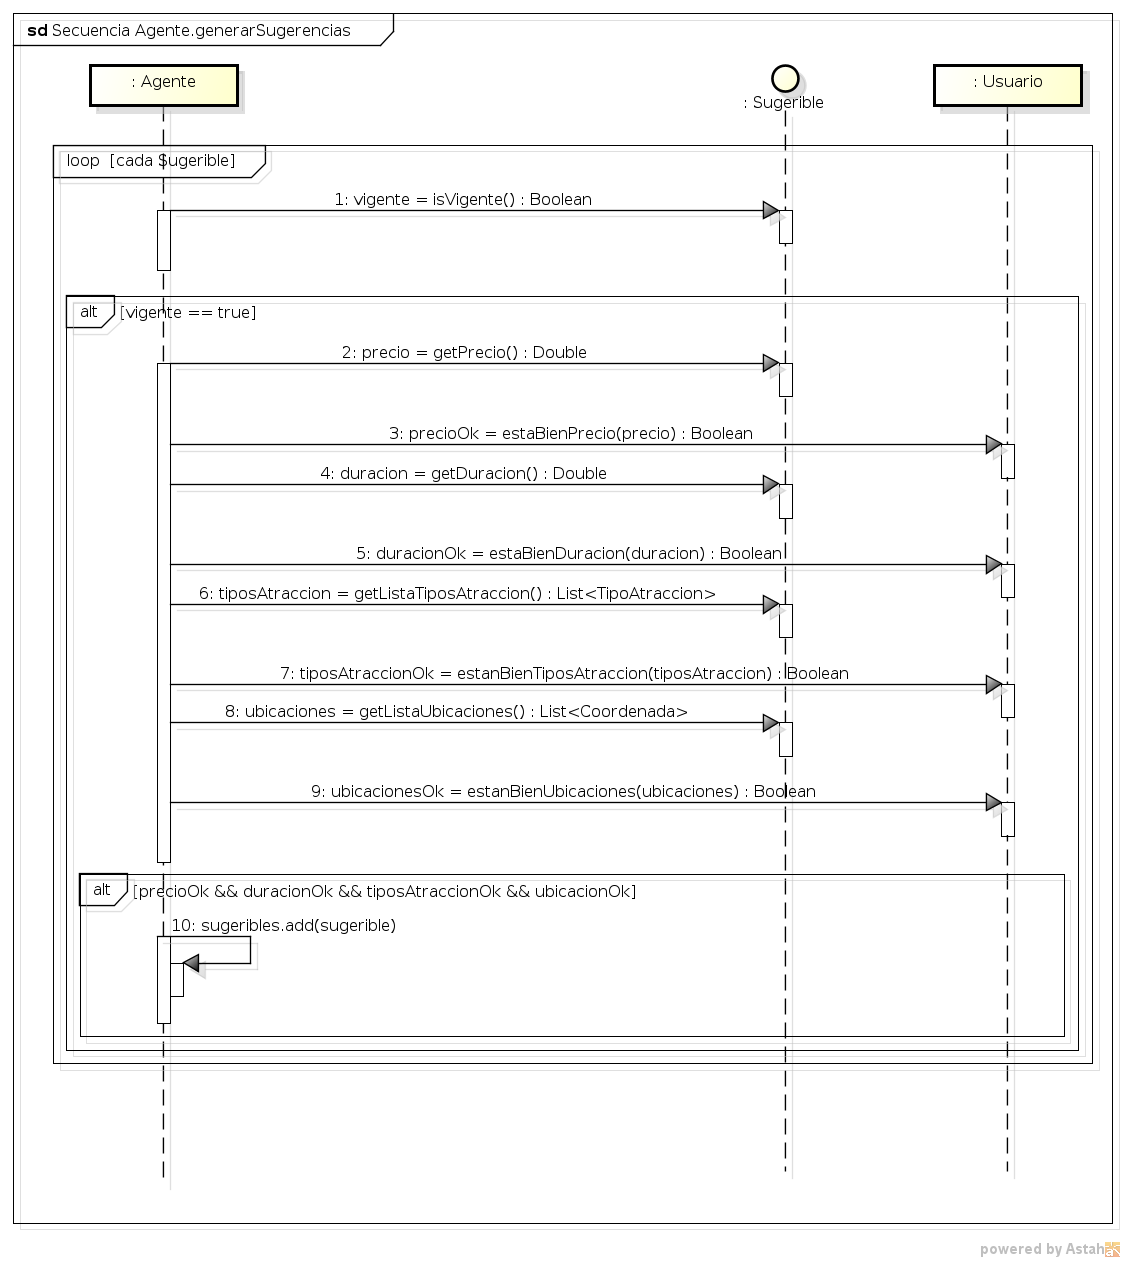 sd Secuencia Agente.generarSugerencias
: Agente
: Sugerible
: Usuario
loop [cada Sugerible]
1: vigente = isVigente() : Boolean
alt [vigente == true]
2: precio = getPrecio() : Double
3: precioOk = estaBienPrecio(precio) : Boolean
4: duracion = getDuracion() : Double
5: duracionOk = estaBienDuracion(duracion) : Boolean
6: tiposAtraccion = getListaTiposAtraccion() : List<TipoAtraccion>
7: tiposAtraccionOk = estanBienTiposAtraccion(tiposAtraccion) : Boolean
8: ubicaciones = getListaUbicaciones() : List<Coordenada>
9: ubicacionesOk = estanBienUbicaciones(ubicaciones) : Boolean
alt [precioOk && duracionOk && tiposAtraccionOk && ubicacionOk]
10: sugeribles.add(sugerible)
powered by Astah